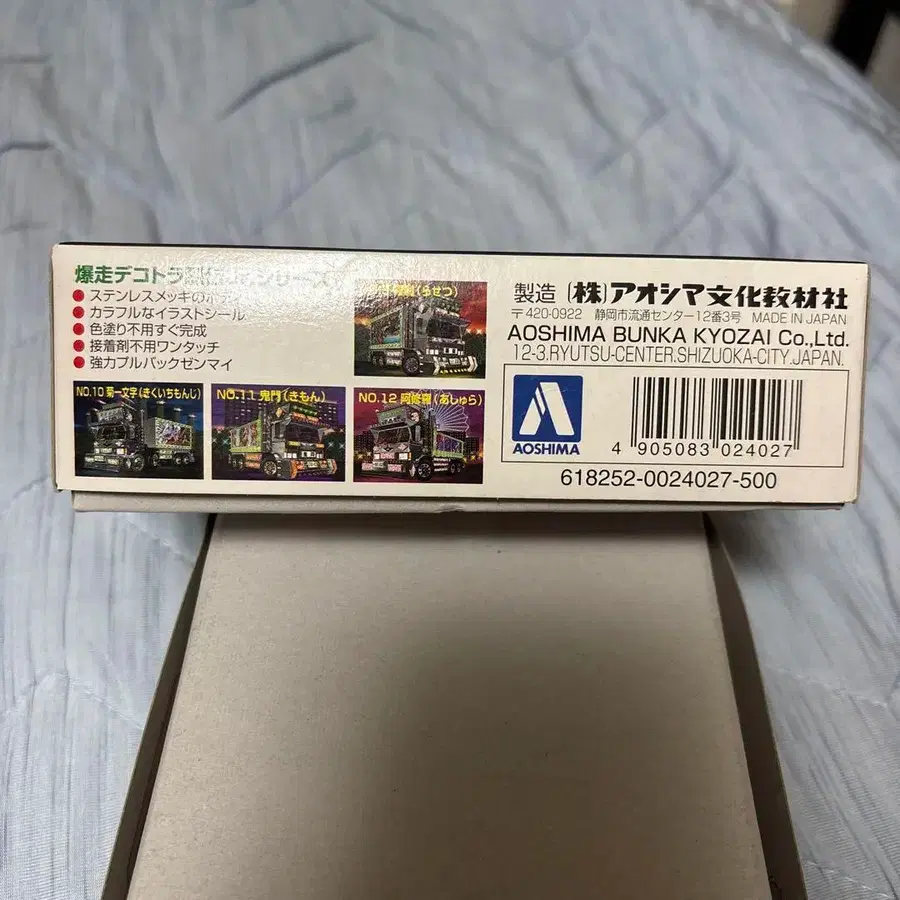 爆走デコトラ
シリーズ
ステンレスメッキの
カラフルなイラストシール
色塗り不用すぐ完成
接着剤不用ワンタッチ
強力プルバックゼンマイ
(らせつ)
NO.10 菊一文字(きくいちもんじ)
NO.11 鬼門(きもん)
NO.12 阿修羅(あしゅら)
製造 (株)アオシマ文化教材社
〒420-0922 静岡市流通センター12番3号 MADE IN JAPAN
AOSHIMA BUNKA KYOZAI Co.,Ltd.
12-3.RYUTSU-CENTER.SHIZUOKA-CITY.JAPAN.
AOSHIMA
4 905083 024027
618252-0024027-500